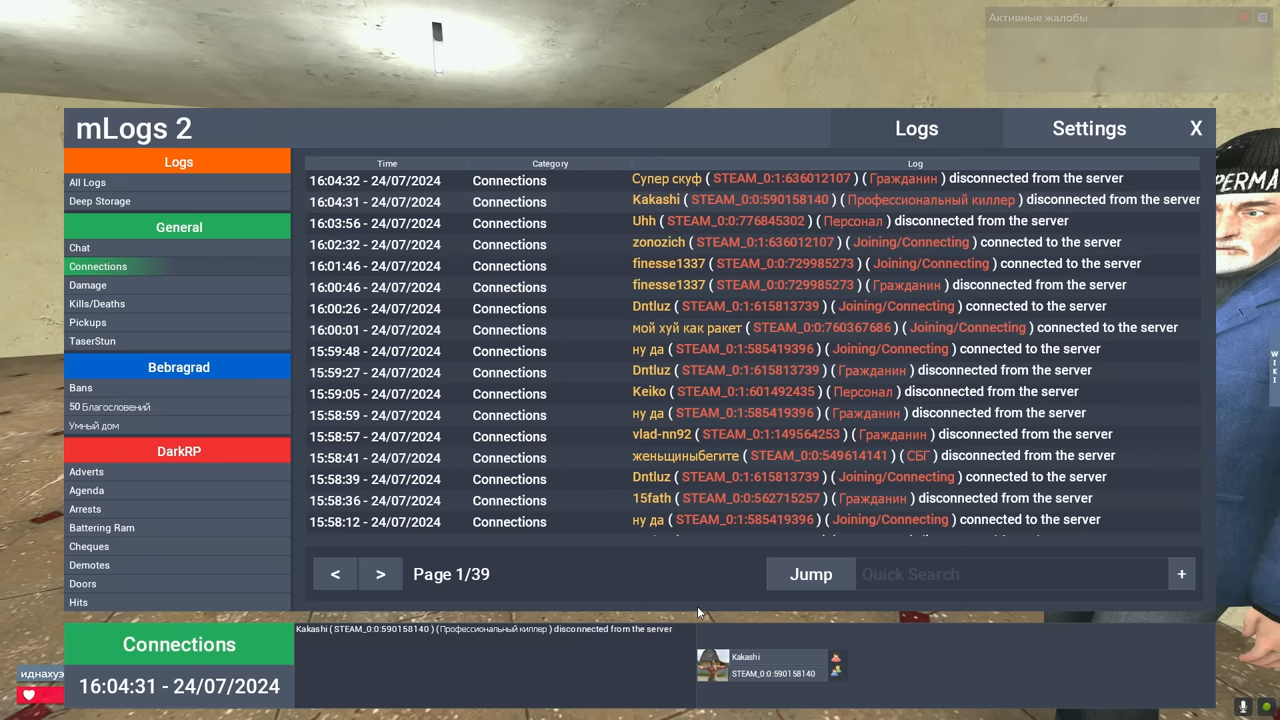 Активные жалобы
mLogs 2
Logs
Settings
X
Logs
All Logs
Deep Storage
General
Chat
Connections
Damage
Kills/Deaths
Pickups
TaserStun
Bebragrad
Bans
50 Благословений
Умный дом
DarkRP
Adverts
Agenda
Arrests
Battering Ram
Cheques
Demotes
Doors
Hits
Time Category Log
16:04:32 - 24/07/2024 Connections Супер скуф ( STEAM_0:1:636012107 ) ( Гражданин ) disconnected from the server
16:04:31 - 24/07/2024 Connections Kakashi ( STEAM_0:0:590158140 ) ( Профессиональный киллер ) disconnected from the server
16:03:56 - 24/07/2024 Connections Uhh ( STEAM_0:0:776845302 ) ( Персонал ) disconnected from the server
16:02:32 - 24/07/2024 Connections zonozich ( STEAM_0:1:636012107 ) ( Joining/Connecting ) connected to the server
16:01:46 - 24/07/2024 Connections finesse1337 ( STEAM_0:0:729985273 ) ( Joining/Connecting ) connected to the server
16:00:46 - 24/07/2024 Connections finesse1337 ( STEAM_0:0:729985273 ) ( Гражданин ) disconnected from the server
16:00:26 - 24/07/2024 Connections Dntluz ( STEAM_0:1:615813739 ) ( Joining/Connecting ) connected to the server
16:00:01 - 24/07/2024 Connections мой хуй как ракет ( STEAM_0:0:760367686 ) ( Joining/Connecting ) connected to the server
15:59:48 - 24/07/2024 Connections ну да ( STEAM_0:1:585419396 ) ( Joining/Connecting ) connected to the server
15:59:27 - 24/07/2024 Connections Dntluz ( STEAM_0:1:615813739 ) ( Гражданин ) disconnected from the server
15:59:05 - 24/07/2024 Connections Keiko ( STEAM_0:1:601492435 ) ( Персонал ) disconnected from the server
15:58:59 - 24/07/2024 Connections ну да ( STEAM_0:1:585419396 ) ( Гражданин ) disconnected from the server
15:58:57 - 24/07/2024 Connections vlad-nn92 ( STEAM_0:1:149564253 ) ( Гражданин ) disconnected from the server
15:58:41 - 24/07/2024 Connections женьщиныбегите ( STEAM_0:0:549614141 ) ( СБГ ) disconnected from the server
15:58:39 - 24/07/2024 Connections Dntluz ( STEAM_0:1:615813739 ) ( Joining/Connecting ) connected to the server
15:58:36 - 24/07/2024 Connections 15fath ( STEAM_0:0:562715257 ) ( Гражданин ) disconnected from the server
15:58:12 - 24/07/2024 Connections ну да ( STEAM_0:1:585419396 ) ( Joining/Connecting ) connected to the server
< > Page 1/39 Jump Quick Search +
Connections
16:04:31 - 24/07/2024
Kakashi ( STEAM_0:0:590158140 ) ( Профессиональный киллер ) disconnected from the server
Kakashi
STEAM_0:0:590158140
иднахуэ
WIKI